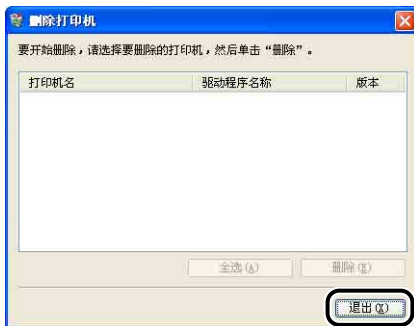 删除打印机
要开始删除，请选择要删除的打印机，然后单击“删除”。
打印机名 驱动程序名称 版本
全选(A) 删除(E)
退出(X)